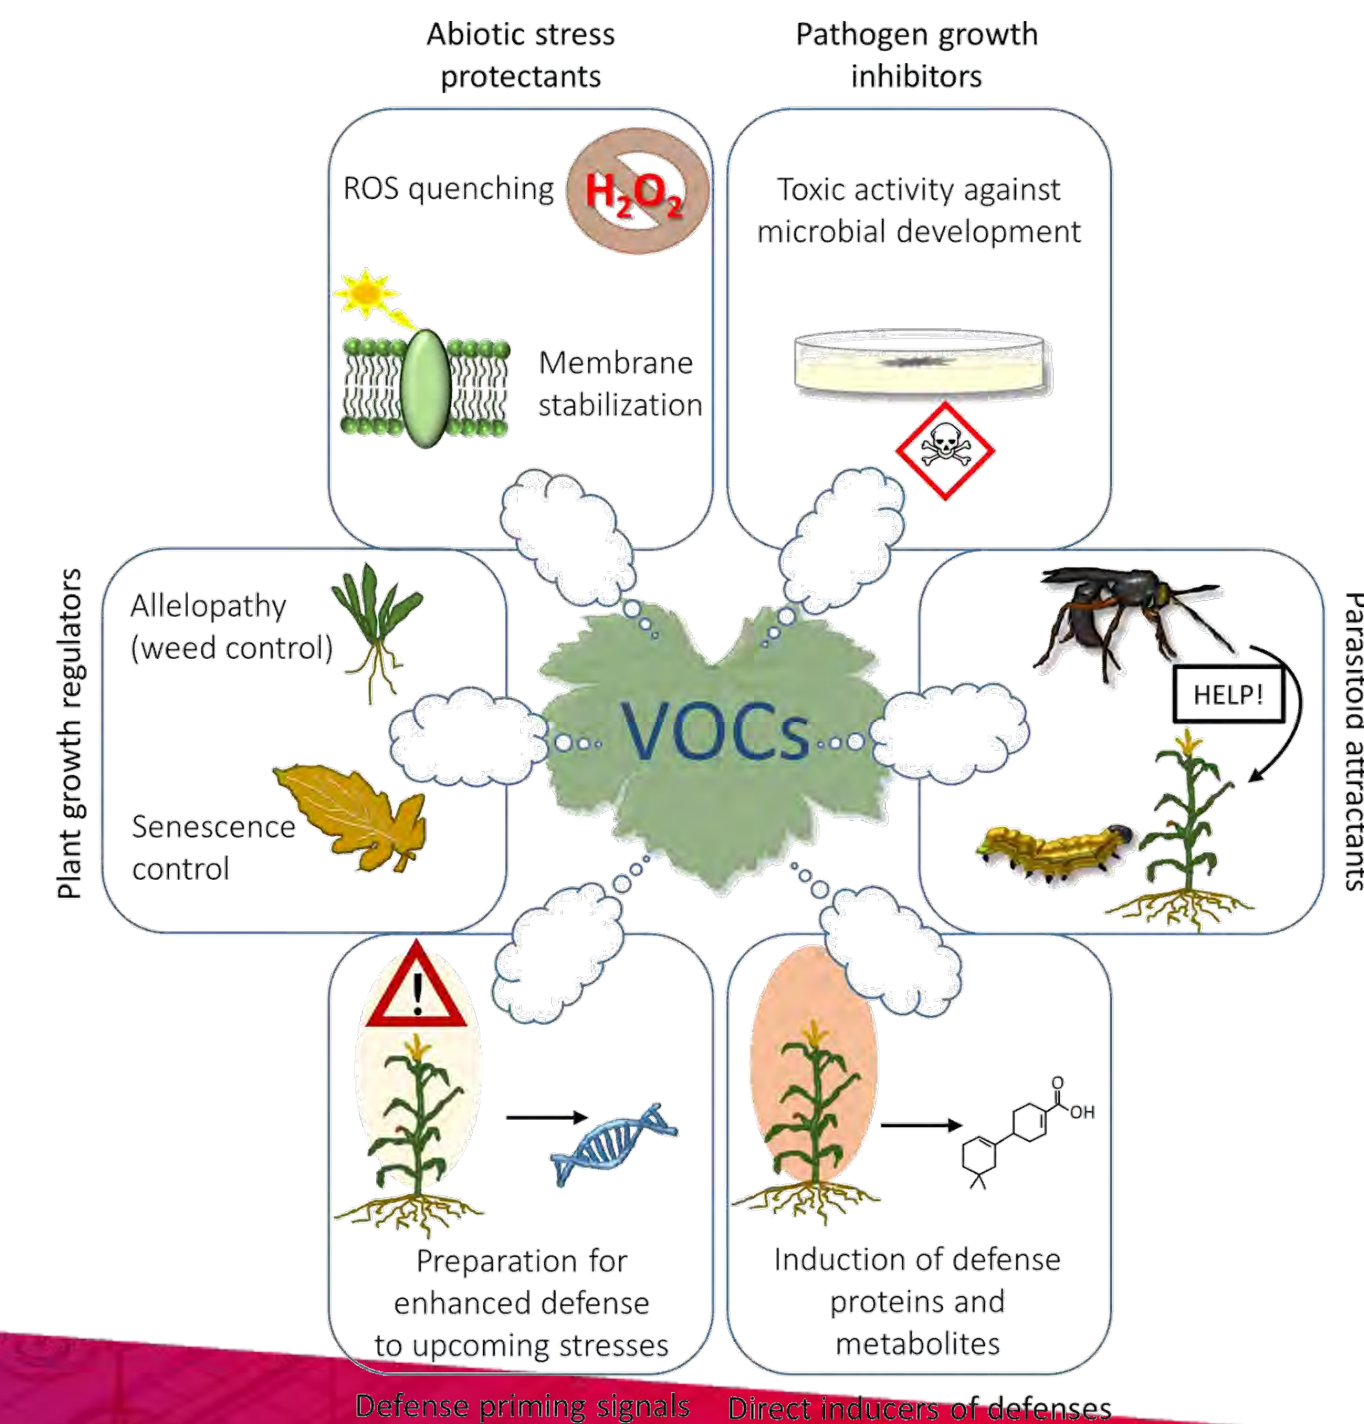 Abiotic stress
protectants
Pathogen growth
inhibitors
ROS quenching
H₂O₂
Membrane
stabilization
Toxic activity against
microbial development
Plant growth regulators
Allelopathy
(weed control)
Senescence
control
VOCs
HELP!
Parasitoid attractants
!
Preparation for
enhanced defense
to upcoming stresses
O
OH
Induction of defense
proteins and
metabolites
Defense priming signals
Direct inducers of defenses